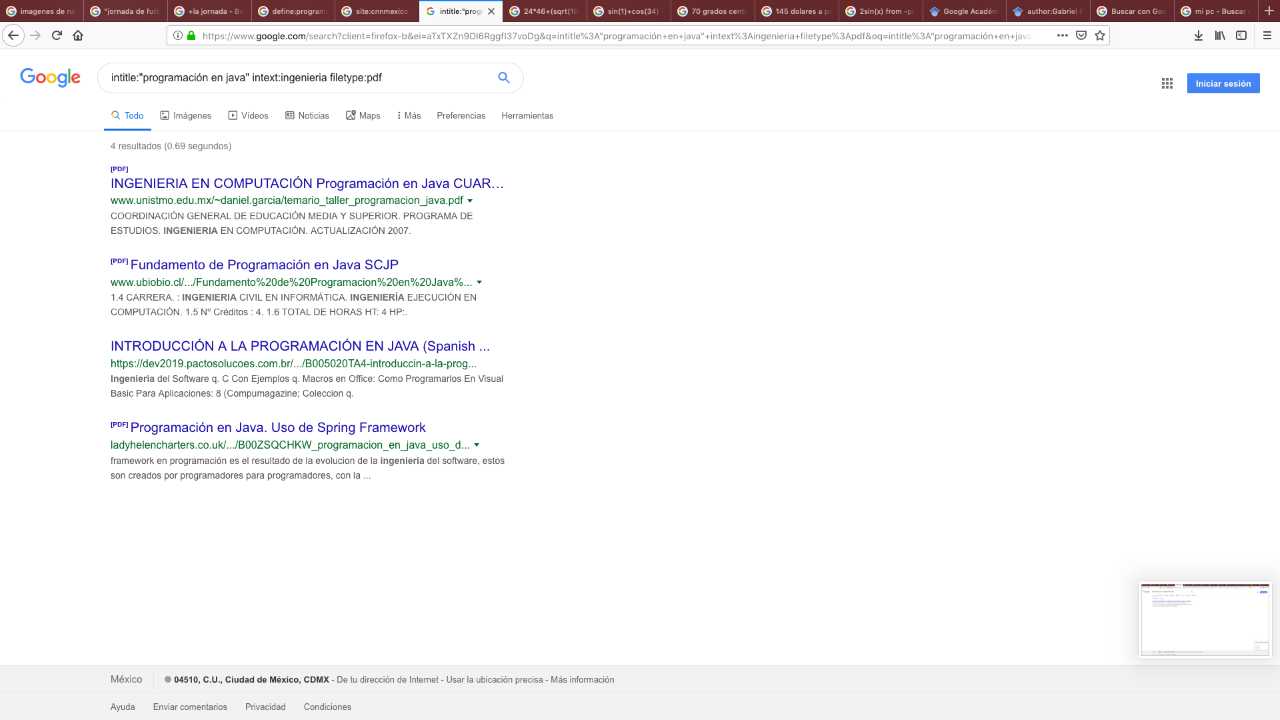 imagenes de na
"jornada de futb
+la jornada - Bu
define:program
site:cnnmexico
intitle:"prog
24*46+(sqrt(16
sin(1)+cos(34)
70 grados cent
145 dolares a p
2sin(x) from -p
Google Acadé
author:Gabriel
Buscar con Goo
mi pc - Buscar
https://www.google.com/search?client=firefox-b&ei=aTxTXZn9DI6Rggfl37voDg&q=intitle%3A"programación+en+java"+intext%3Aingenieria+filetype%3Apdf&oq=intitle%3A"programación+en+java
Google
intitle:"programación en java" intext:ingenieria filetype:pdf
Iniciar sesión
Todo Imágenes Vídeos Noticias Maps Más Preferencias Herramientas
4 resultados (0.69 segundos)
[PDF]
INGENIERIA EN COMPUTACIÓN Programación en Java CUAR...
www.unistmo.edu.mx/~daniel.garcia/temario_taller_programacion_java.pdf
COORDINACIÓN GENERAL DE EDUCACIÓN MEDIA Y SUPERIOR. PROGRAMA DE
ESTUDIOS. INGENIERIA EN COMPUTACIÓN. ACTUALIZACIÓN 2007.
[PDF] Fundamento de Programación en Java SCJP
www.ubiobio.cl/.../Fundamento%20de%20Programacion%20en%20Java%...
1.4 CARRERA. : INGENIERIA CIVIL EN INFORMÁTICA. INGENIERÍA EJECUCIÓN EN
COMPUTACIÓN. 1.5 Nº Créditos : 4. 1.6 TOTAL DE HORAS HT: 4 HP:.
INTRODUCCIÓN A LA PROGRAMACIÓN EN JAVA (Spanish ...
https://dev2019.pactosolucoes.com.br/.../B005020TA4-introduccin-a-la-prog...
Ingenieria del Software q. C Con Ejemplos q. Macros en Office: Como Programarlos En Visual
Basic Para Aplicaciones: 8 (Compumagazine; Coleccion q.
[PDF] Programación en Java. Uso de Spring Framework
ladyhelencharters.co.uk/.../B00ZSQCHKW_programacion_en_java_uso_d...
framework en programación es el resultado de la evolucion de la ingeniería del software, estos
son creados por programadores para programadores, con la ...
México 04510, C.U., Ciudad de México, CDMX - De tu dirección de Internet - Usar la ubicación precisa - Más información
Ayuda Enviar comentarios Privacidad Condiciones